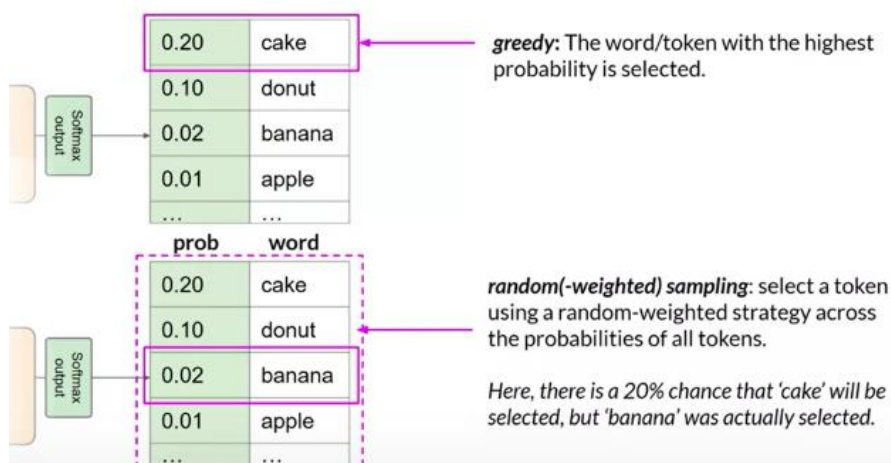 0.20 cake
0.10 donut
0.02 banana
0.01 apple
... ...
Softmax
output
greedy: The word/token with the highest
probability is selected.
prob word
0.20 cake
0.10 donut
0.02 banana
0.01 apple
... ...
Softmax
output
random(-weighted) sampling: select a token
using a random-weighted strategy across
the probabilities of all tokens.
Here, there is a 20% chance that ‘cake’ will be
selected, but ‘banana’ was actually selected.